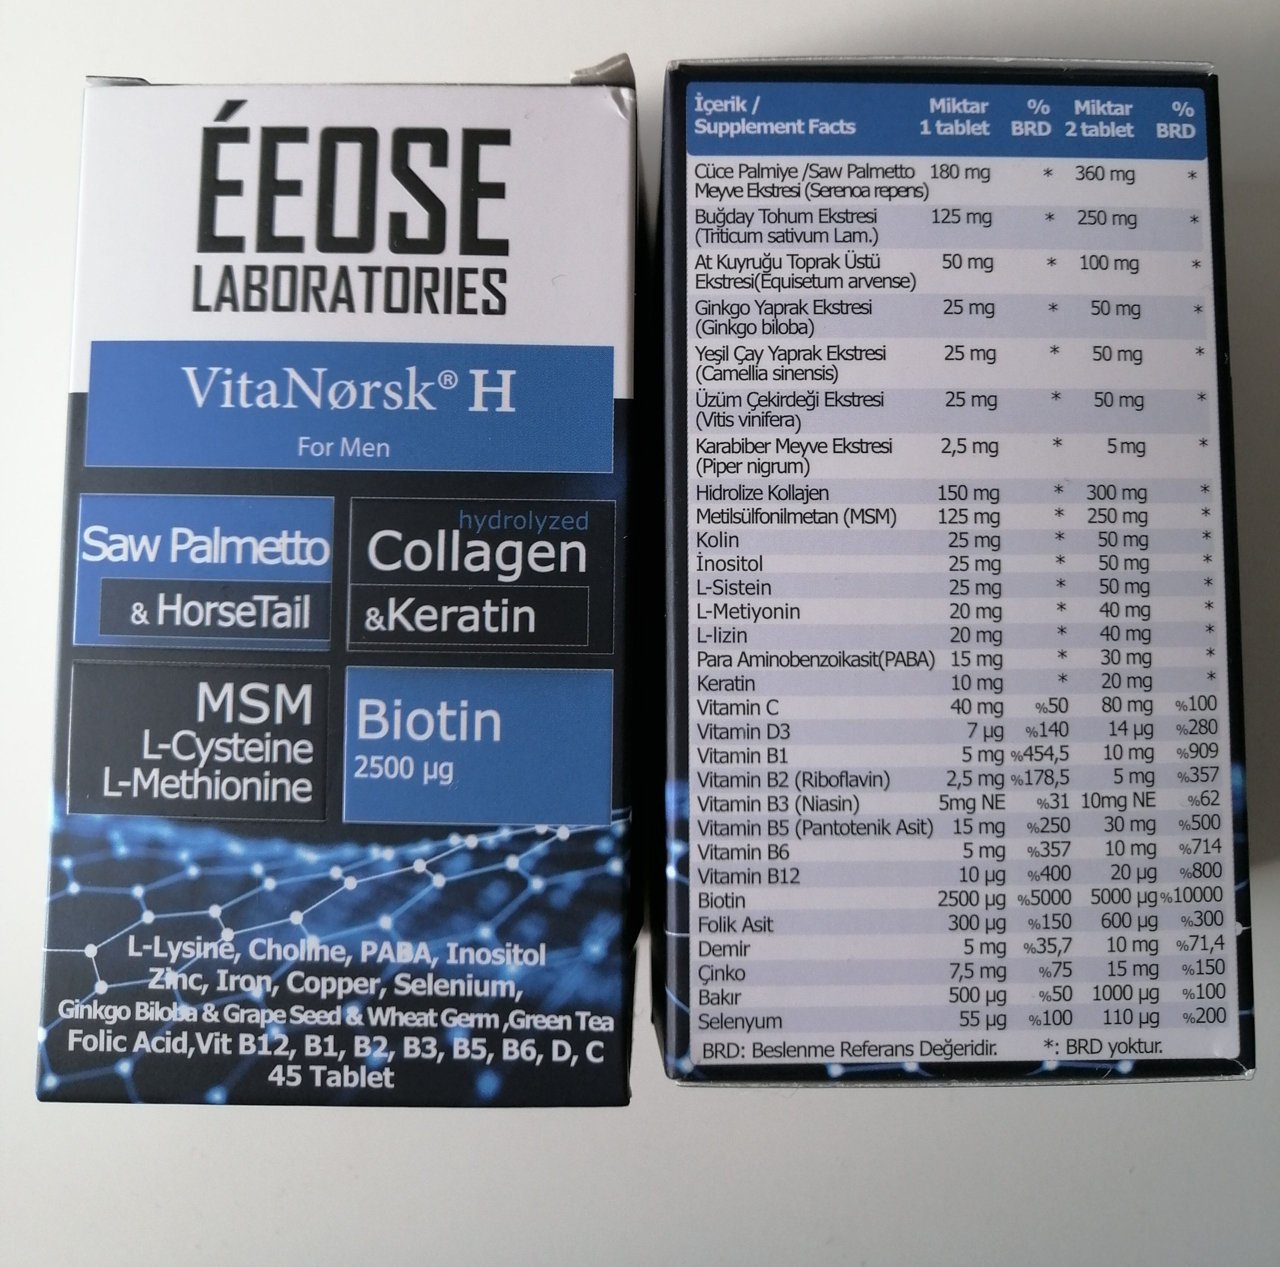 ÉEOSE
LABORATORIES
VitaNørsk® H
For Men
Saw Palmetto
& HorseTail
hydrolyzed
Collagen
&Keratin
MSM
L-Cysteine
L-Methionine
Biotin
2500 µg
L-Lysine, Choline, PABA, Inositol
Zinc, Iron, Copper, Selenium,
Ginkgo Biloba & Grape Seed & Wheat Germ ,Green Tea
Folic Acid,Vit B12, B1, B2, B3, B5, B6, D, C
45 Tablet
İçerik / Miktar % Miktar %
Supplement Facts 1 tablet BRD 2 tablet BRD
Cüce Palmiye /Saw Palmetto 180 mg * 360 mg *
Meyve Ekstresi (Serenoa repens)
Buğday Tohum Ekstresi 125 mg * 250 mg *
(Triticum sativum Lam.)
At Kuyruğu Toprak Üstü 50 mg * 100 mg *
Ekstresi(Equisetum arvense)
Ginkgo Yaprak Ekstresi 25 mg * 50 mg *
(Ginkgo biloba)
Yeşil Çay Yaprak Ekstresi 25 mg * 50 mg *
(Camellia sinensis)
Üzüm Çekirdeği Ekstresi 25 mg * 50 mg *
(Vitis vinifera)
Karabiber Meyve Ekstresi 2,5 mg * 5 mg *
(Piper nigrum)
Hidrolize Kollajen 150 mg * 300 mg *
Metilsülfonilmetan (MSM) 125 mg * 250 mg *
Kolin 25 mg * 50 mg *
İnositol 25 mg * 50 mg *
L-Sistein 25 mg * 50 mg *
L-Metiyonin 20 mg * 40 mg *
L-lizin 20 mg * 40 mg *
Para Aminobenzoikasit(PABA) 15 mg * 30 mg *
Keratin 10 mg * 20 mg *
Vitamin C 40 mg %50 80 mg %100
Vitamin D3 7 µg %140 14 µg %280
Vitamin B1 5 mg %454,5 10 mg %909
Vitamin B2 (Riboflavin) 2,5 mg %178,5 5 mg %357
Vitamin B3 (Niasin) 5mg NE %31 10mg NE %62
Vitamin B5 (Pantotenik Asit) 15 mg %250 30 mg %500
Vitamin B6 5 mg %357 10 mg %714
Vitamin B12 10 µg %400 20 µg %800
Biotin 2500 µg %5000 5000 µg %10000
Folik Asit 300 µg %150 600 µg %300
Demir 5 mg %35,7 10 mg %71,4
Çinko 7,5 mg %75 15 mg %150
Bakır 500 µg %50 1000 µg %100
Selenyum 55 µg %100 110 µg %200
BRD: Beslenme Referans Değeridir. *: BRD yoktur.